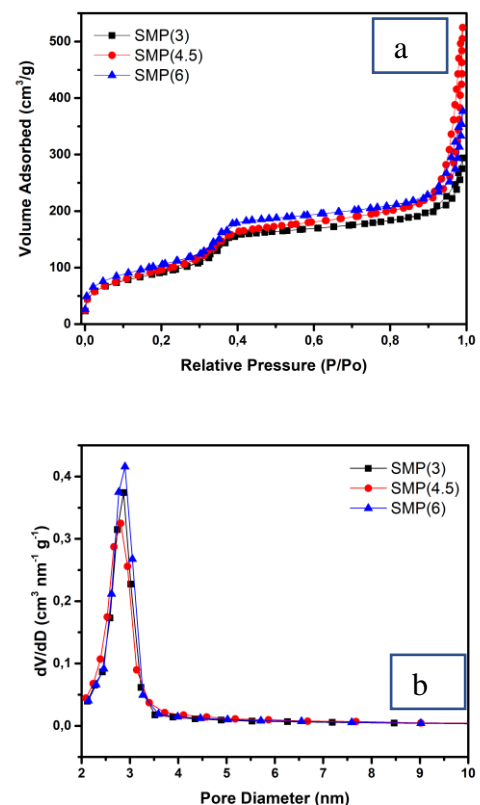 a
SMP(3)
SMP(4.5)
SMP(6)
Volume Adsorbed (cm³/g)
500
400
300
200
100
0
0,0 0,2 0,4 0,6 0,8 1,0
Relative Pressure (P/Po)
SMP(3)
SMP(4.5)
SMP(6)
dV/dD (cm³ nm⁻¹ g⁻¹)
0,4
0,3
0,2
0,1
0,0
b
2 3 4 5 6 7 8 9 10
Pore Diameter (nm)